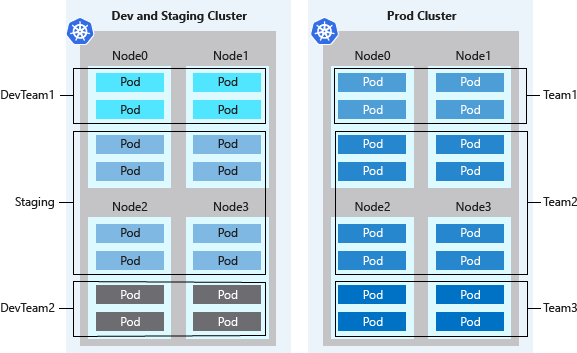 Dev and Staging Cluster
Prod Cluster
Node0 Node1
Node0 Node1
DevTeam1
Pod Pod
Pod Pod
Pod Pod
Pod Pod
Team1
Staging
Pod Pod
Pod Pod
Pod Pod
Pod Pod
Team2
Node2 Node3
Node2 Node3
Pod Pod
Pod Pod
Pod Pod
Pod Pod
DevTeam2
Pod Pod
Pod Pod
Pod Pod
Pod Pod
Team3